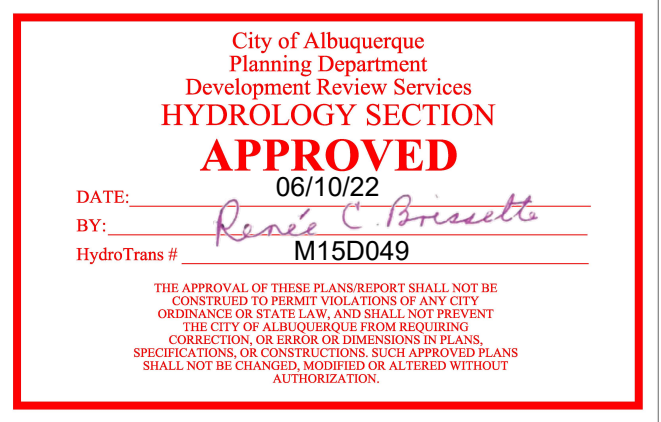 City of Albuquerque
Planning Department
Development Review Services
HYDROLOGY SECTION
APPROVED
DATE: 06/10/22
BY: Renée C. Brissette
HydroTrans # M15D049
THE APPROVAL OF THESE PLANS/REPORT SHALL NOT BE
CONSTRUED TO PERMIT VIOLATIONS OF ANY CITY
ORDINANCE OR STATE LAW, AND SHALL NOT PREVENT
THE CITY OF ALBUQUERQUE FROM REQUIRING
CORRECTION, OR ERROR OR DIMENSIONS IN PLANS,
SPECIFICATIONS, OR CONSTRUCTIONS. SUCH APPROVED PLANS
SHALL NOT BE CHANGED, MODIFIED OR ALTERED WITHOUT
AUTHORIZATION.